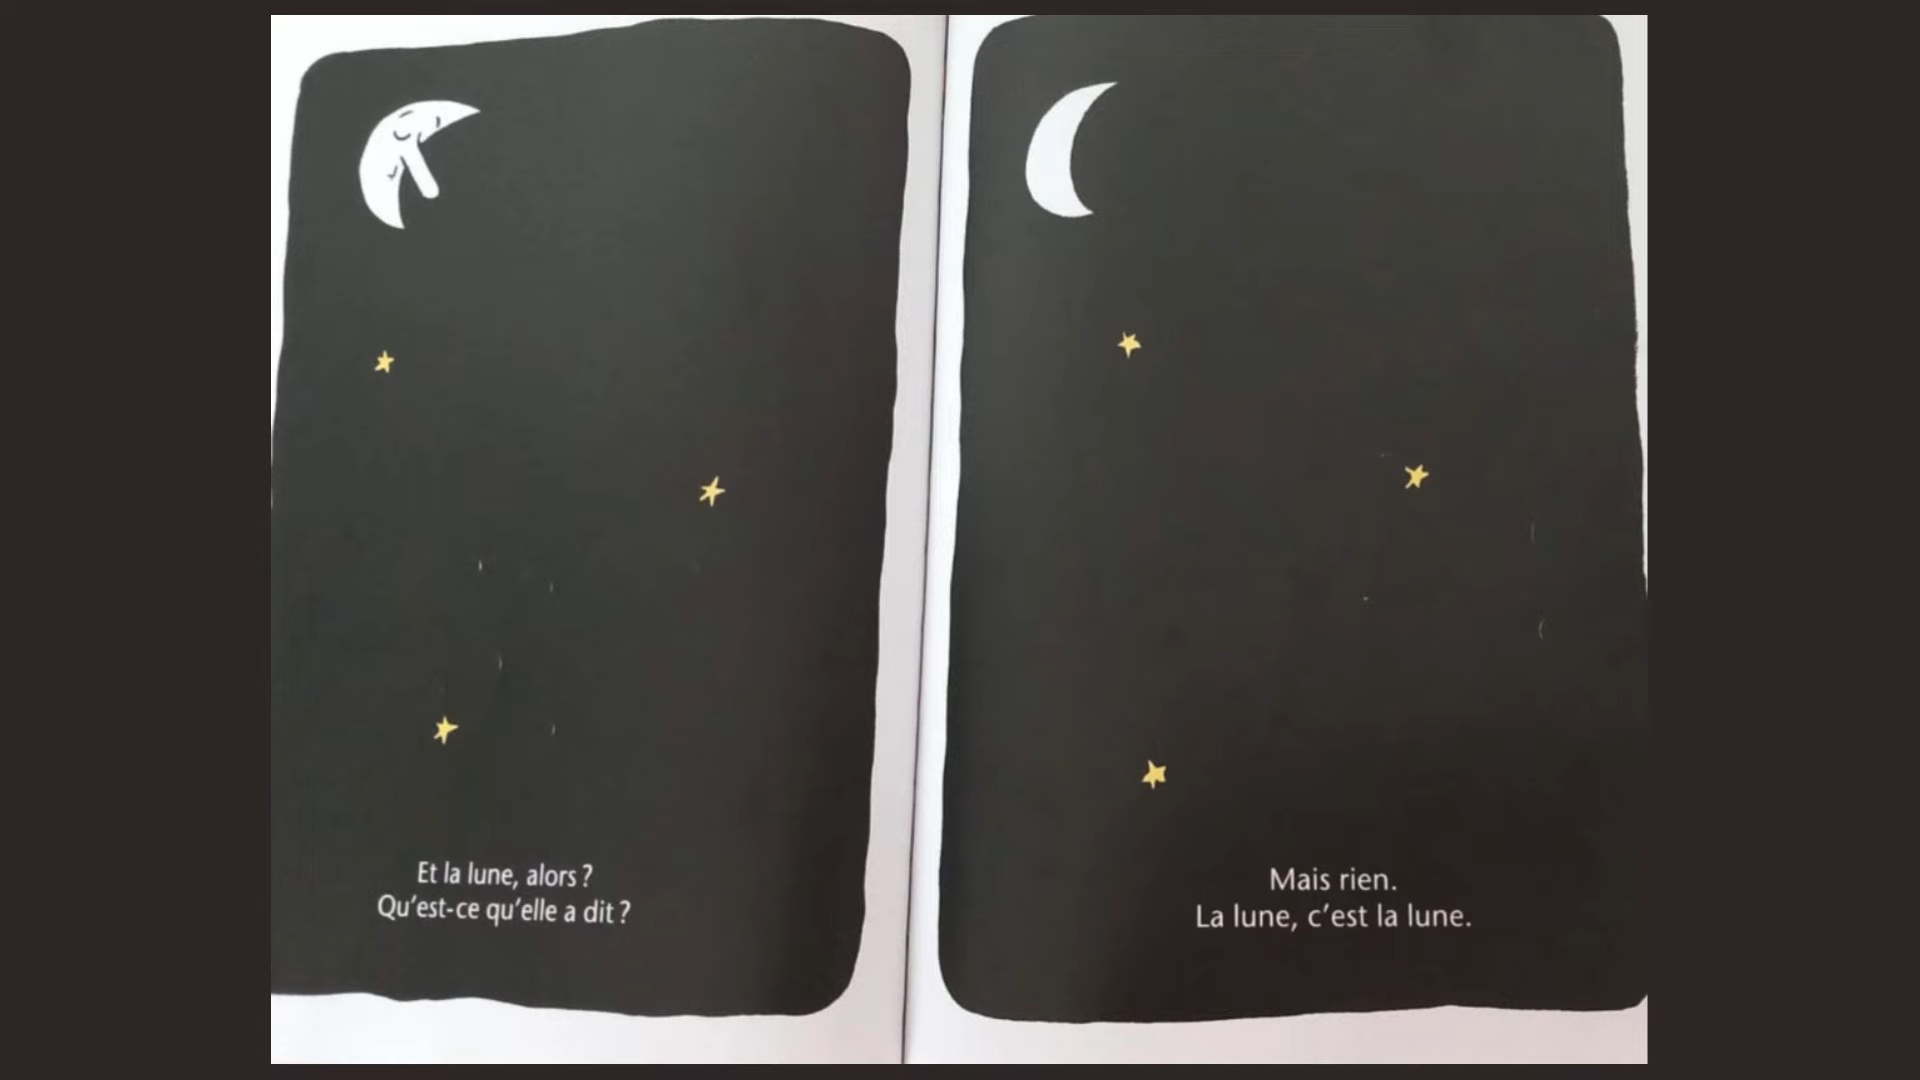 Et la lune, alors ?
Qu'est-ce qu'elle a dit ?
Mais rien.
La lune, c'est la lune.